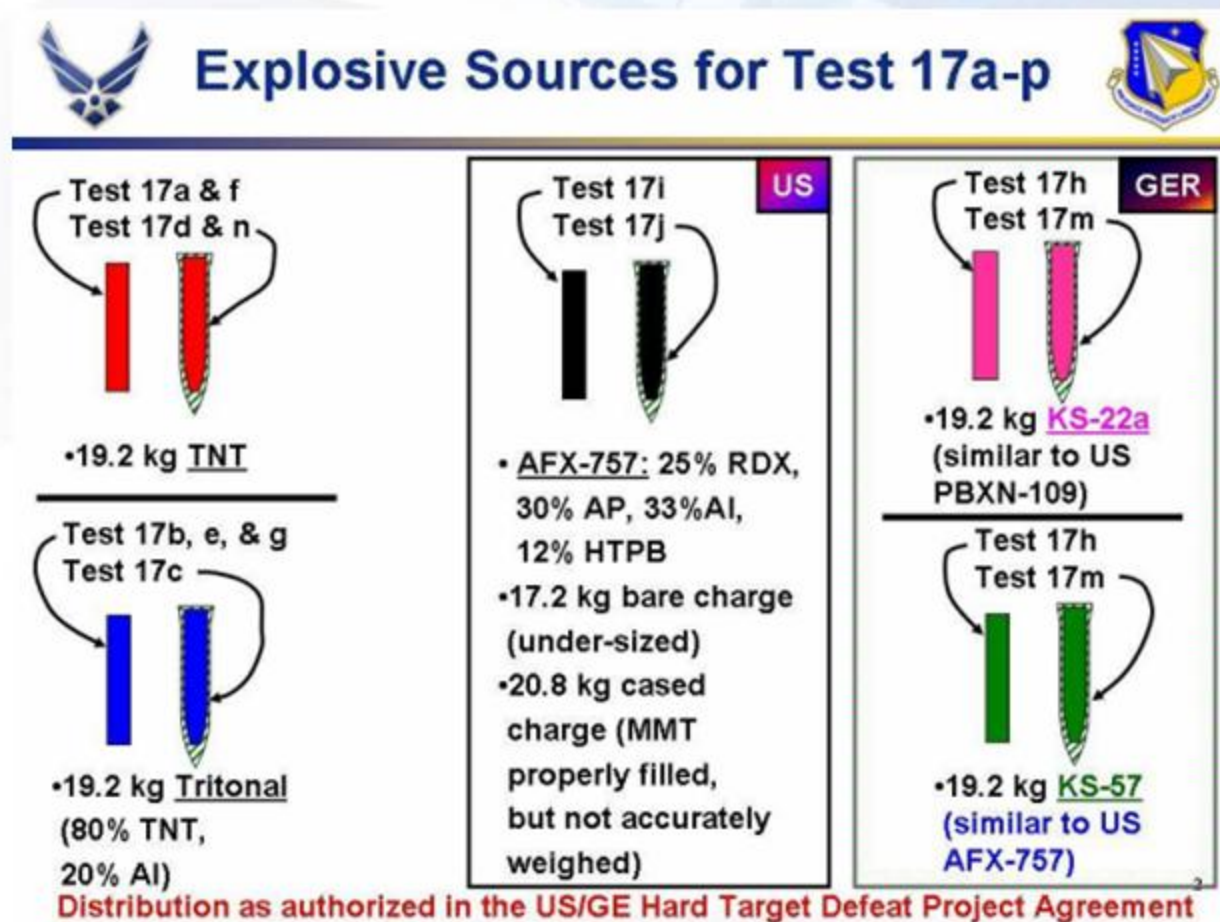 Explosive Sources for Test 17a-p
Test 17a & f
Test 17d & n
•19.2 kg TNT
Test 17b, e, & g
Test 17c
•19.2 kg Tritonal
(80% TNT,
20% Al)
US
Test 17i
Test 17j
• AFX-757: 25% RDX,
30% AP, 33%Al,
12% HTPB
•17.2 kg bare charge
(under-sized)
•20.8 kg cased
charge (MMT
properly filled,
but not accurately
weighed)
GER
Test 17h
Test 17m
•19.2 kg KS-22a
(similar to US
PBXN-109)
Test 17h
Test 17m
•19.2 kg KS-57
(similar to US
AFX-757)
2
Distribution as authorized in the US/GE Hard Target Defeat Project Agreement